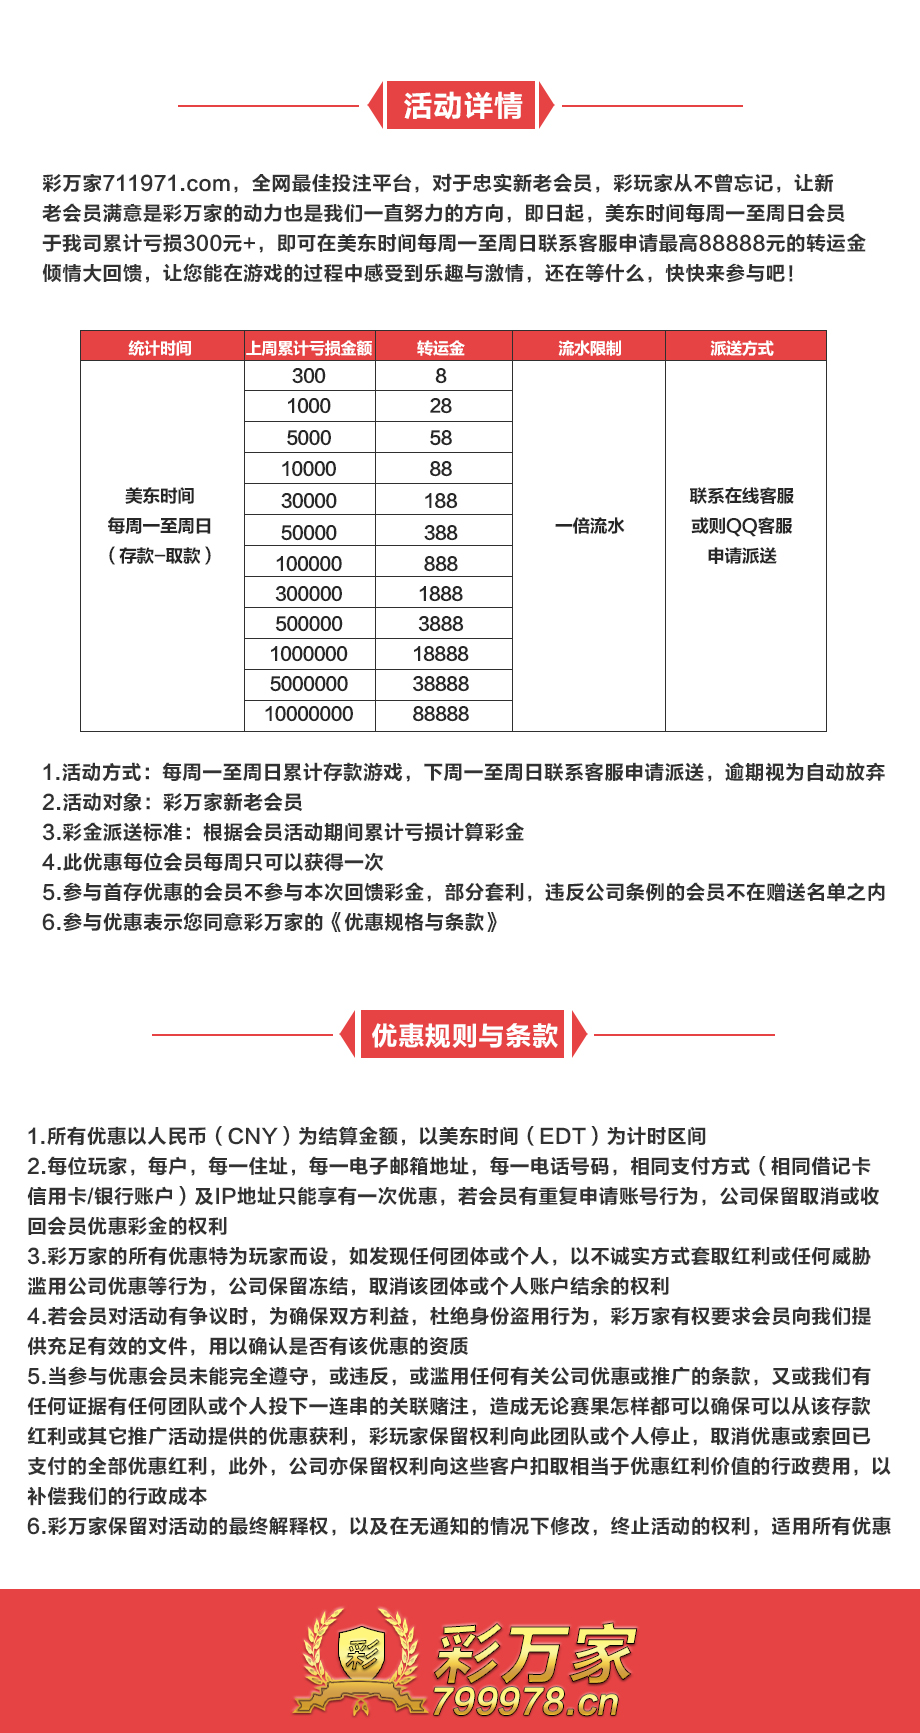 活动详情
彩万家711971.com，全网最佳投注平台，对于忠实新老会员，彩玩家从不曾忘记，让新
老会员满意是彩万家的动力也是我们一直努力的方向，即日起，美东时间每周一至周日会员
于我司累计亏损300元+，即可在美东时间每周一至周日联系客服申请最高88888元的转运金
倾情大回馈，让您能在游戏的过程中感受到乐趣与激情，还在等什么，快快来参与吧！
统计时间 上周累计亏损金额 转运金 流水限制 派送方式
300 8
1000 28
5000 58
10000 88
美东时间 30000 188 联系在线客服
每周一至周日 50000 388 一倍流水 或则QQ客服
（存款-取款） 100000 888 申请派送
300000 1888
500000 3888
1000000 18888
5000000 38888
10000000 88888
1.活动方式：每周一至周日累计存款游戏，下周一至周日联系客服申请派送，逾期视为自动放弃
2.活动对象：彩万家新老会员
3.彩金派送标准：根据会员活动期间累计亏损计算彩金
4.此优惠每位会员每周只可以获得一次
5.参与首存优惠的会员不参与本次回馈彩金，部分套利，违反公司条例的会员不在赠送名单之内
6.参与优惠表示您同意彩万家的《优惠规格与条款》
优惠规则与条款
1.所有优惠以人民币（CNY）为结算金额，以美东时间（EDT）为计时区间
2.每位玩家，每户，每一住址，每一电子邮箱地址，每一电话号码，相同支付方式（相同借记卡
信用卡/银行账户）及IP地址只能享有一次优惠，若会员有重复申请账号行为，公司保留取消或收
回会员优惠彩金的权利
3.彩万家的所有优惠特为玩家而设，如发现任何团体或个人，以不诚实方式套取红利或任何威胁
滥用公司优惠等行为，公司保留冻结，取消该团体或个人账户结余的权利
4.若会员对活动有争议时，为确保双方利益，杜绝身份盗用行为，彩万家有权要求会员向我们提
供充足有效的文件，用以确认是否有该优惠的资质
5.当参与优惠会员未能完全遵守，或违反，或滥用任何有关公司优惠或推广的条款，又或我们有
任何证据有任何团队或个人投下一连串的关联赌注，造成无论赛果怎样都可以确保可以从该存款
红利或其它推广活动提供的优惠获利，彩玩家保留权利向此团队或个人停止，取消优惠或索回已
支付的全部优惠红利，此外，公司亦保留权利向这些客户扣取相当于优惠红利价值的行政费用，以
补偿我们的行政成本
6.彩万家保留对活动的最终解释权，以及在无通知的情况下修改，终止活动的权利，适用所有优惠
彩 彩万家
799978.cn